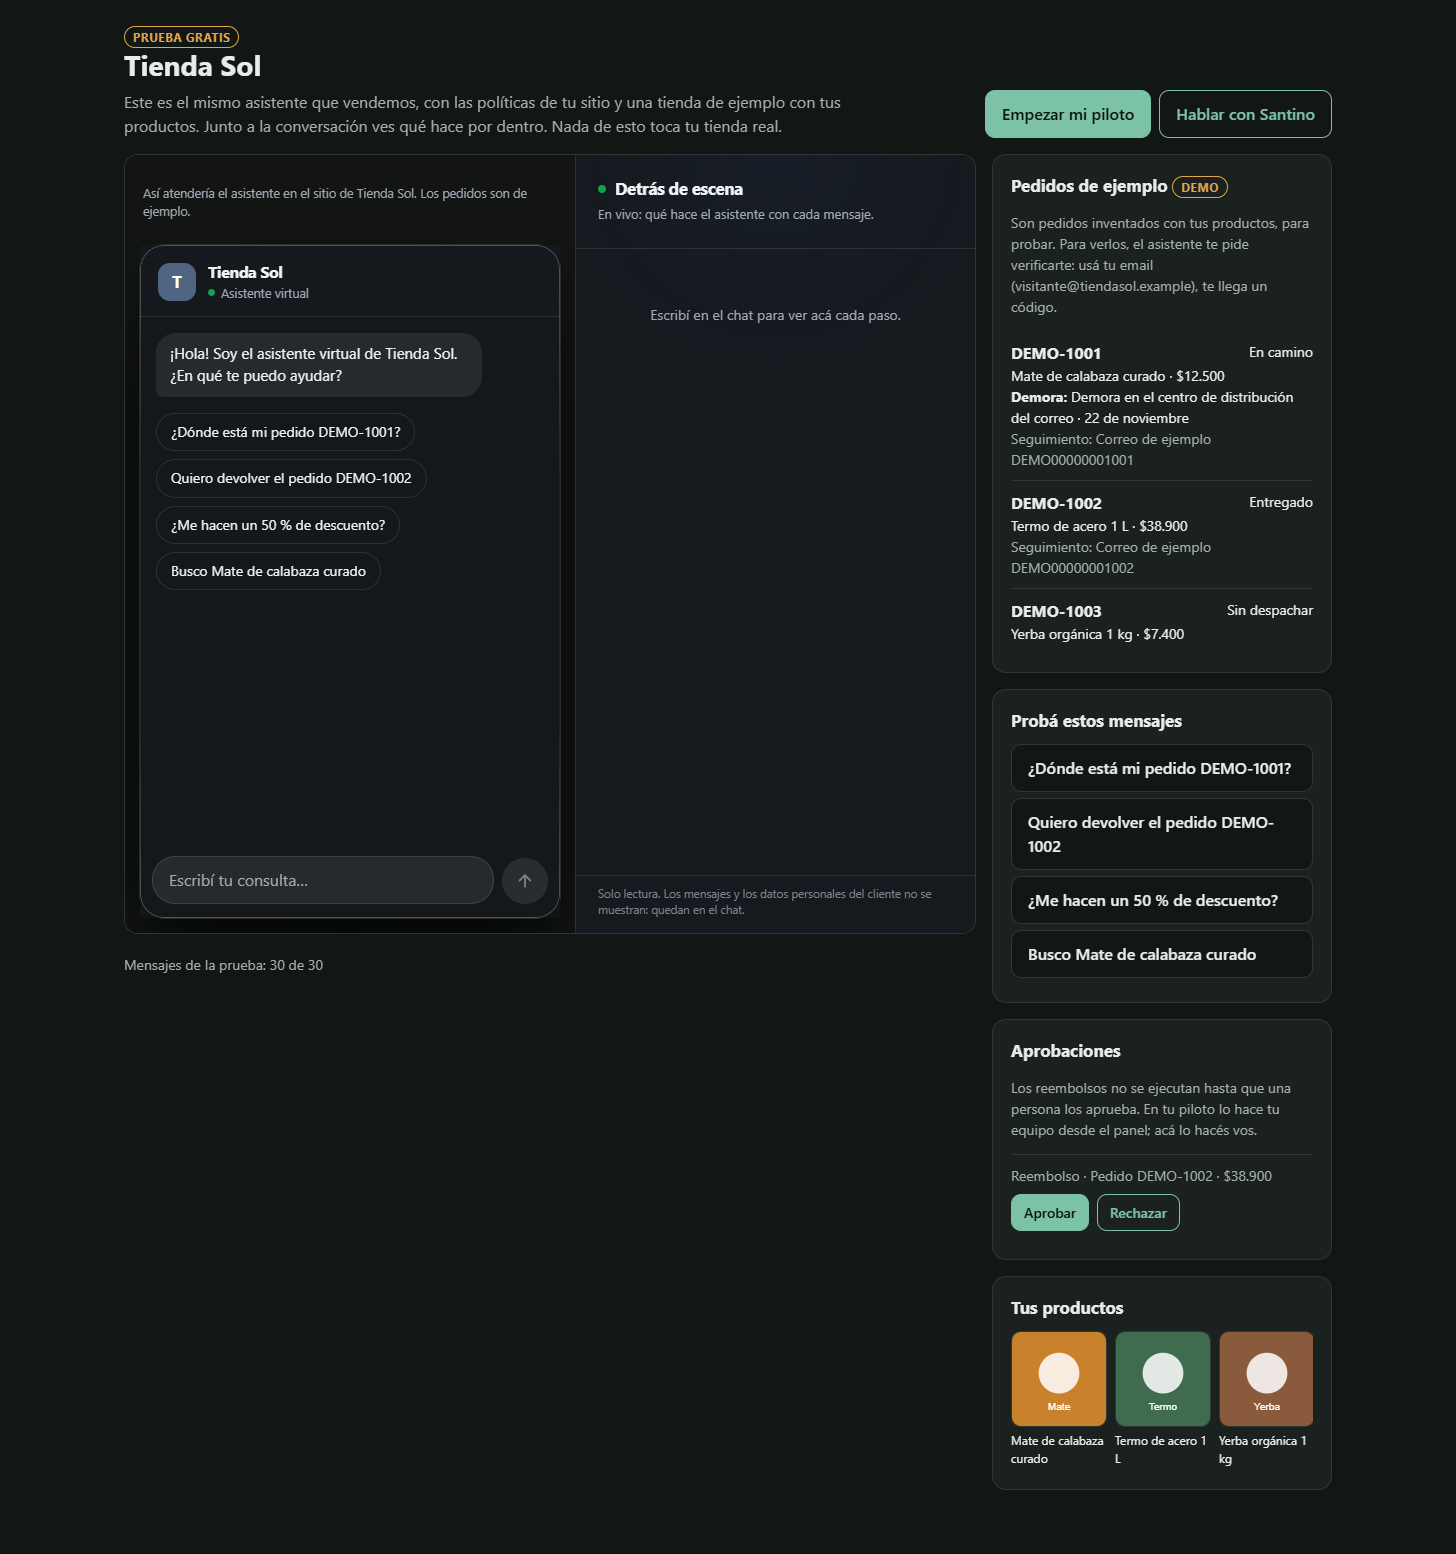 PRUEBA GRATIS
Tienda Sol
Este es el mismo asistente que vendemos, con las políticas de tu sitio y una tienda de ejemplo con tus
productos. Junto a la conversación ves qué hace por dentro. Nada de esto toca tu tienda real.
Empezar mi piloto
Hablar con Santino
Así atendería el asistente en el sitio de Tienda Sol. Los pedidos son de
ejemplo.
T
Tienda Sol
Asistente virtual
¡Hola! Soy el asistente virtual de Tienda Sol.
¿En qué te puedo ayudar?
¿Dónde está mi pedido DEMO-1001?
Quiero devolver el pedido DEMO-1002
¿Me hacen un 50 % de descuento?
Busco Mate de calabaza curado
Escribí tu consulta...
Detrás de escena
En vivo: qué hace el asistente con cada mensaje.
Escribí en el chat para ver acá cada paso.
Solo lectura. Los mensajes y los datos personales del cliente no se
muestran: quedan en el chat.
Mensajes de la prueba: 30 de 30
Pedidos de ejemplo DEMO
Son pedidos inventados con tus productos, para
probar. Para verlos, el asistente te pide
verificarte: usá tu email
(visitante@tiendasol.example), te llega un
código.
DEMO-1001 En camino
Mate de calabaza curado · $12.500
Demora: Demora en el centro de distribución
del correo · 22 de noviembre
Seguimiento: Correo de ejemplo
DEMO00000001001
DEMO-1002 Entregado
Termo de acero 1 L · $38.900
Seguimiento: Correo de ejemplo
DEMO00000001002
DEMO-1003 Sin despachar
Yerba orgánica 1 kg · $7.400
Probá estos mensajes
¿Dónde está mi pedido DEMO-1001?
Quiero devolver el pedido DEMO-
1002
¿Me hacen un 50 % de descuento?
Busco Mate de calabaza curado
Aprobaciones
Los reembolsos no se ejecutan hasta que una
persona los aprueba. En tu piloto lo hace tu
equipo desde el panel; acá lo hacés vos.
Reembolso · Pedido DEMO-1002 · $38.900
Aprobar
Rechazar
Tus productos
Mate
Termo
Yerba
Mate de calabaza
curado
Termo de acero 1
L
Yerba orgánica 1
kg